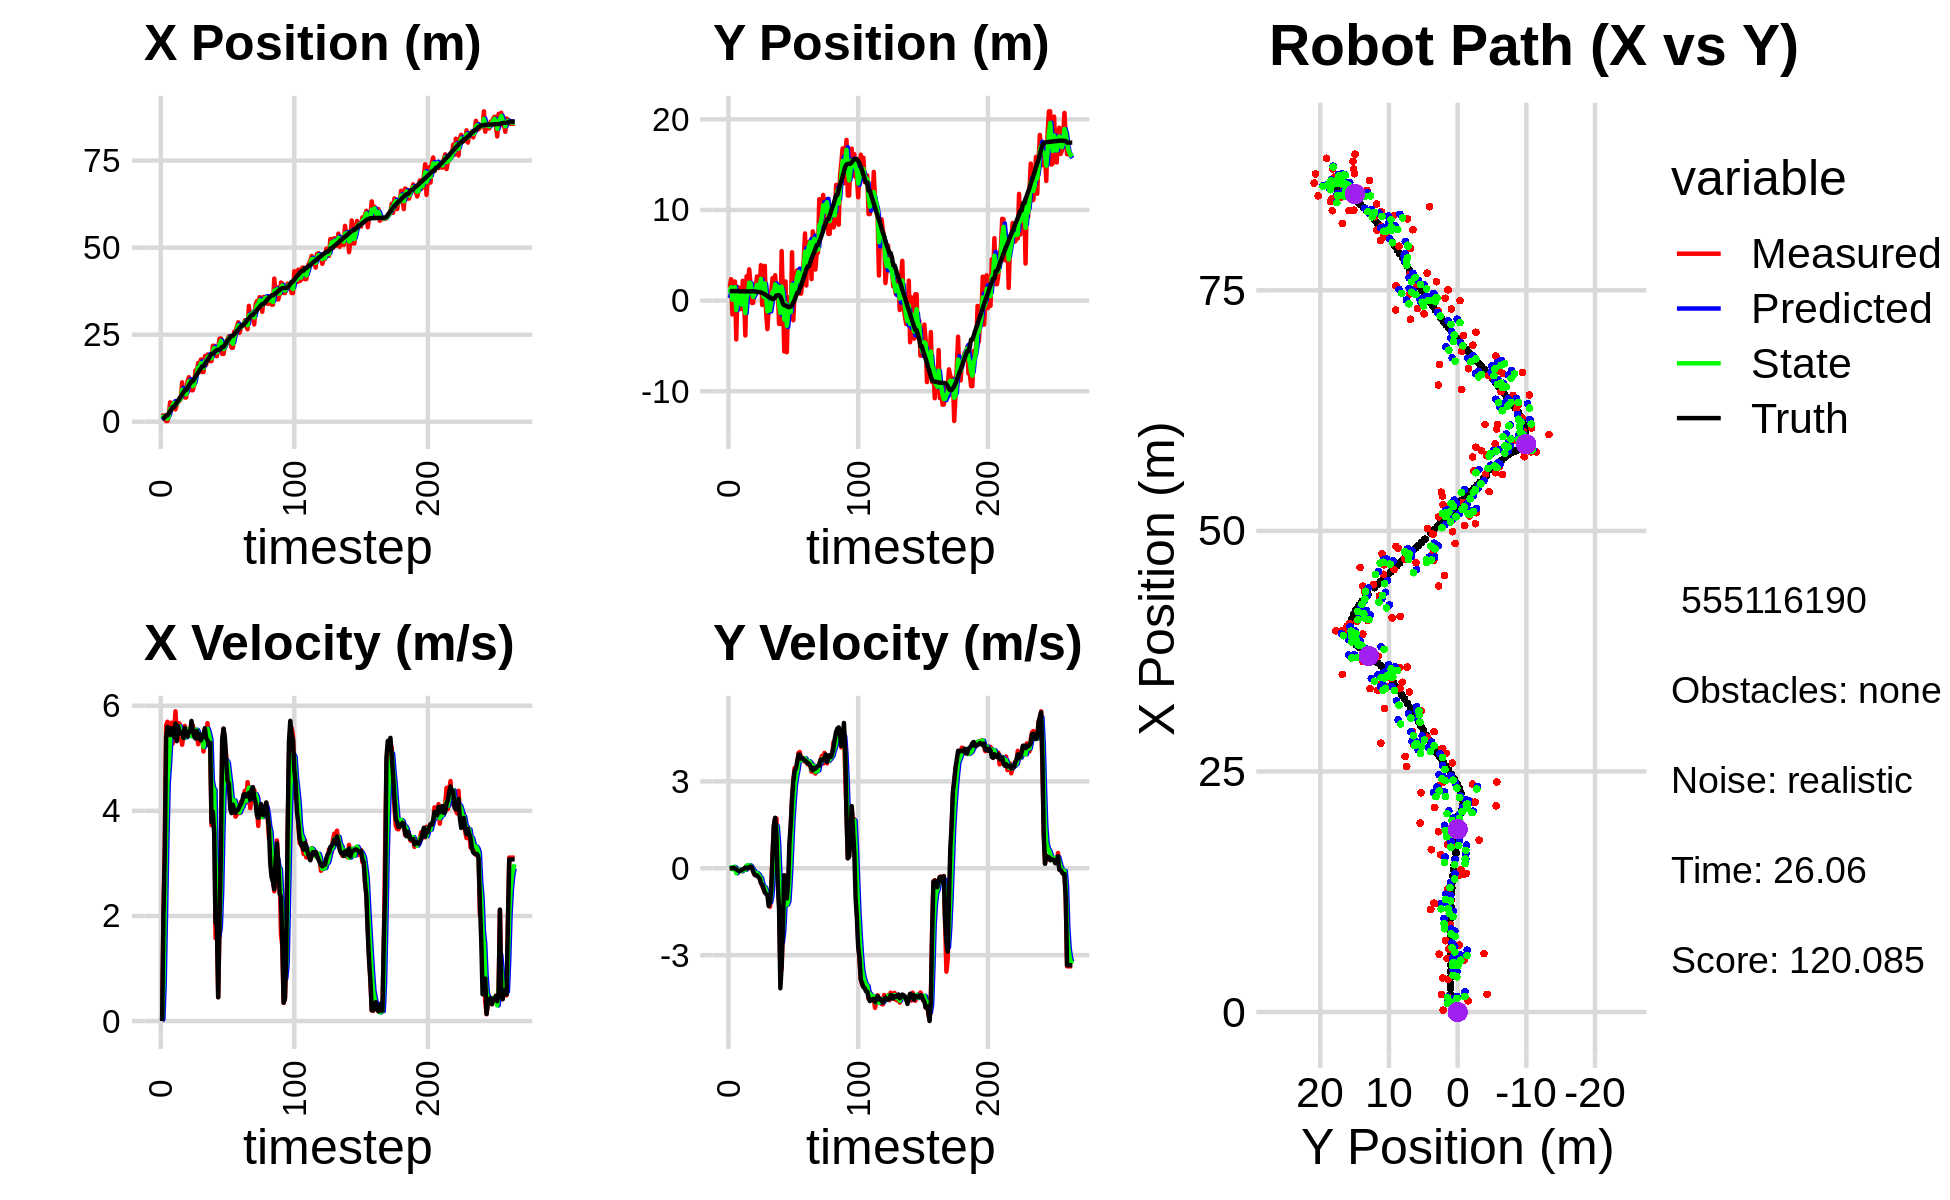 X Position (m)
75
50
25
0
0
100
200
timestep
Y Position (m)
20
10
0
-10
0
100
200
timestep
X Velocity (m/s)
6
4
2
0
0
100
200
timestep
Y Velocity (m/s)
3
0
-3
0
100
200
timestep
Robot Path (X vs Y)
X Position (m)
75
50
25
0
20 10 0 -10 -20
Y Position (m)
variable
Measured
Predicted
State
Truth
555116190
Obstacles: none
Noise: realistic
Time: 26.06
Score: 120.085